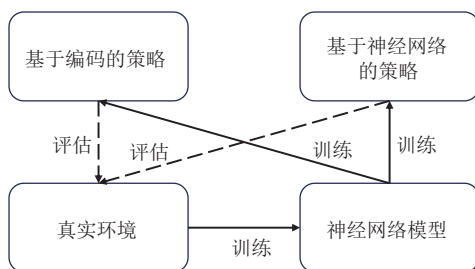 基于编码的策略
基于神经网络
的策略
评估
评估
训练
训练
真实环境
训练
神经网络模型